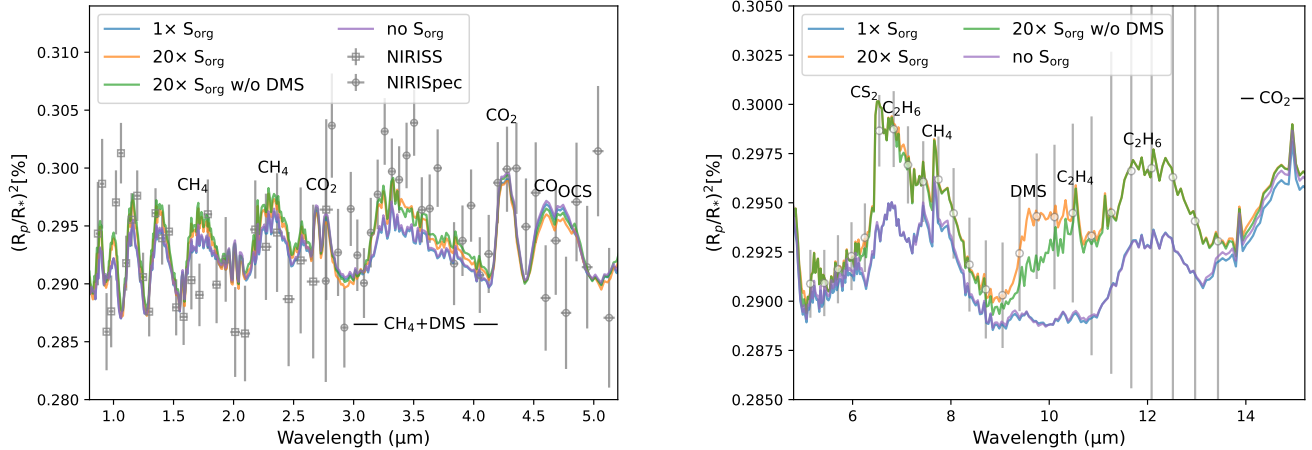 1× S_org
20× S_org
20× S_org w/o DMS
no S_org
NIRISS
NIRISpec
CH₄
CH₄
CO₂
CO₂
CO
OCS
CH₄+DMS
0.310
0.305
0.300
0.295
0.290
0.285
0.280
(R_p/R_*)²[%]
1.0 1.5 2.0 2.5 3.0 3.5 4.0 4.5 5.0
Wavelength (μm)
1× S_org
20× S_org
20× S_org w/o DMS
no S_org
CS₂
C₂H₆
CH₄
DMS
C₂H₄
C₂H₆
CO₂
0.3050
0.3025
0.3000
0.2975
0.2950
0.2925
0.2900
0.2875
0.2850
(R_p/R_*)²[%]
6 8 10 12 14
Wavelength (μm)